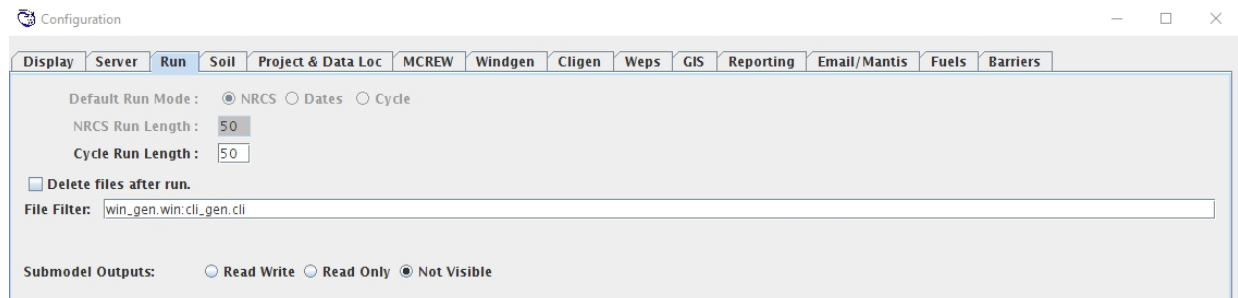 Configuration
Display Server Run Soil Project & Data Loc MCREW Windgen Cligen Weps GIS Reporting Email/Mantis Fuels Barriers
Default Run Mode : NRCS Dates Cycle
NRCS Run Length : 50
Cycle Run Length : 50
Delete files after run.
File Filter: win_gen.win:cli_gen.cli
Submodel Outputs: Read Write Read Only Not Visible